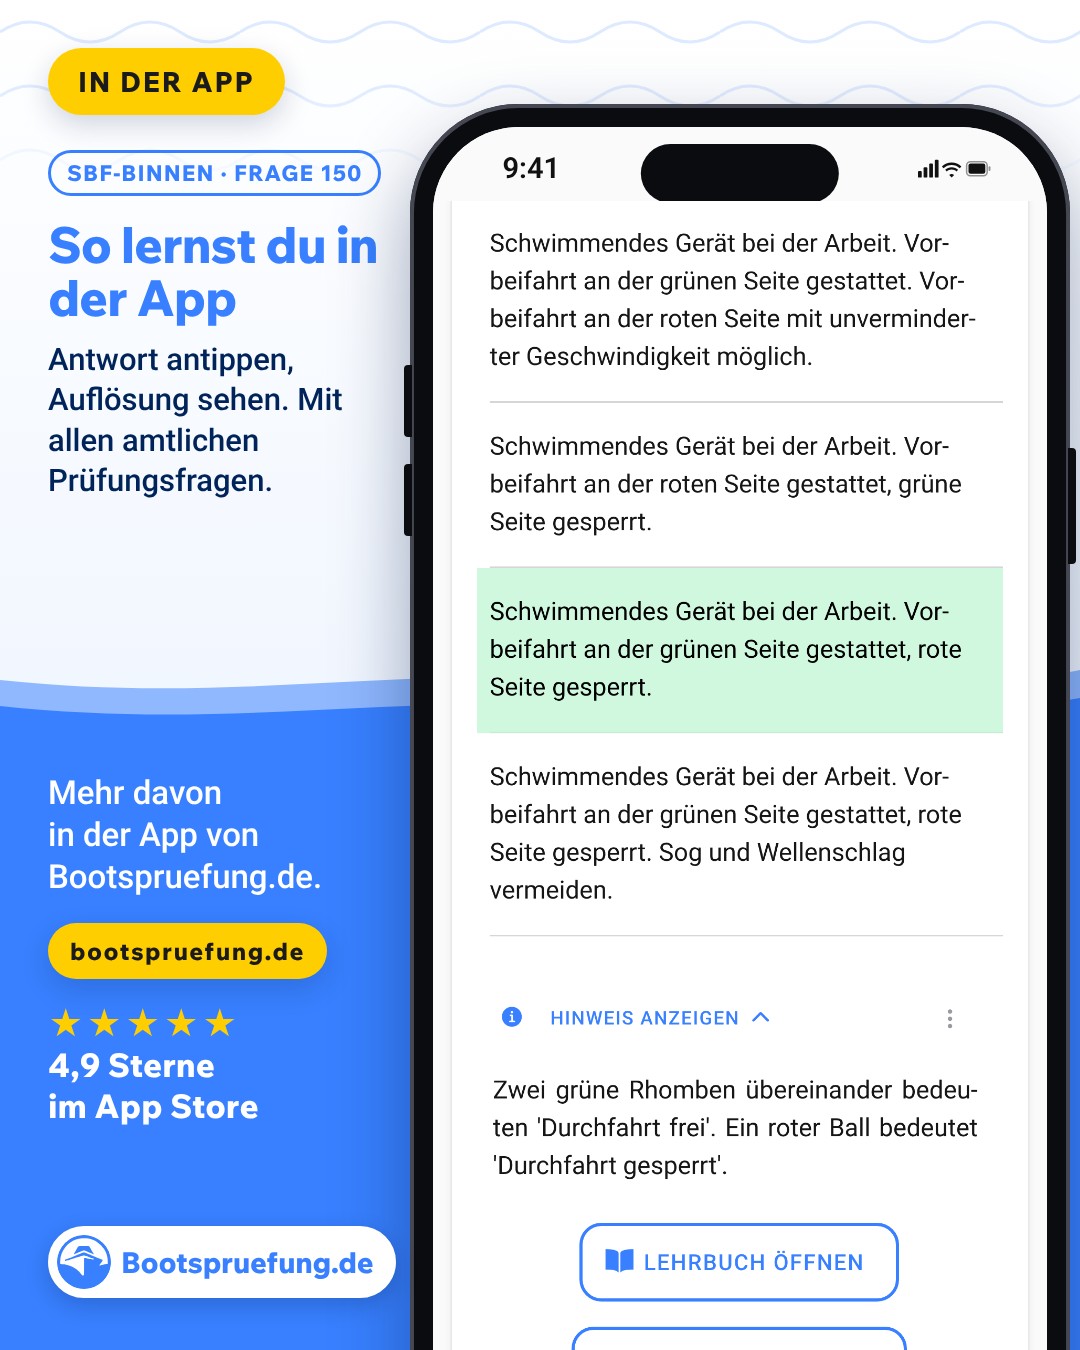 IN DER APP
SBF-BINNEN · FRAGE 150
So lernst du in
der App
Antwort antippen,
Auflösung sehen. Mit
allen amtlichen
Prüfungsfragen.
Mehr davon
in der App von
Bootspruefung.de.
bootspruefung.de
★★★★★
4,9 Sterne
im App Store
Bootspruefung.de
9:41
Schwimmendes Gerät bei der Arbeit. Vor-
beifahrt an der grünen Seite gestattet. Vor-
beifahrt an der roten Seite mit unverminder-
ter Geschwindigkeit möglich.
Schwimmendes Gerät bei der Arbeit. Vor-
beifahrt an der roten Seite gestattet, grüne
Seite gesperrt.
Schwimmendes Gerät bei der Arbeit. Vor-
beifahrt an der grünen Seite gestattet, rote
Seite gesperrt.
Schwimmendes Gerät bei der Arbeit. Vor-
beifahrt an der grünen Seite gestattet, rote
Seite gesperrt. Sog und Wellenschlag
vermeiden.
HINWEIS ANZEIGEN
Zwei grüne Rhomben übereinander bedeu-
ten 'Durchfahrt frei'. Ein roter Ball bedeutet
'Durchfahrt gesperrt'.
LEHRBUCH ÖFFNEN